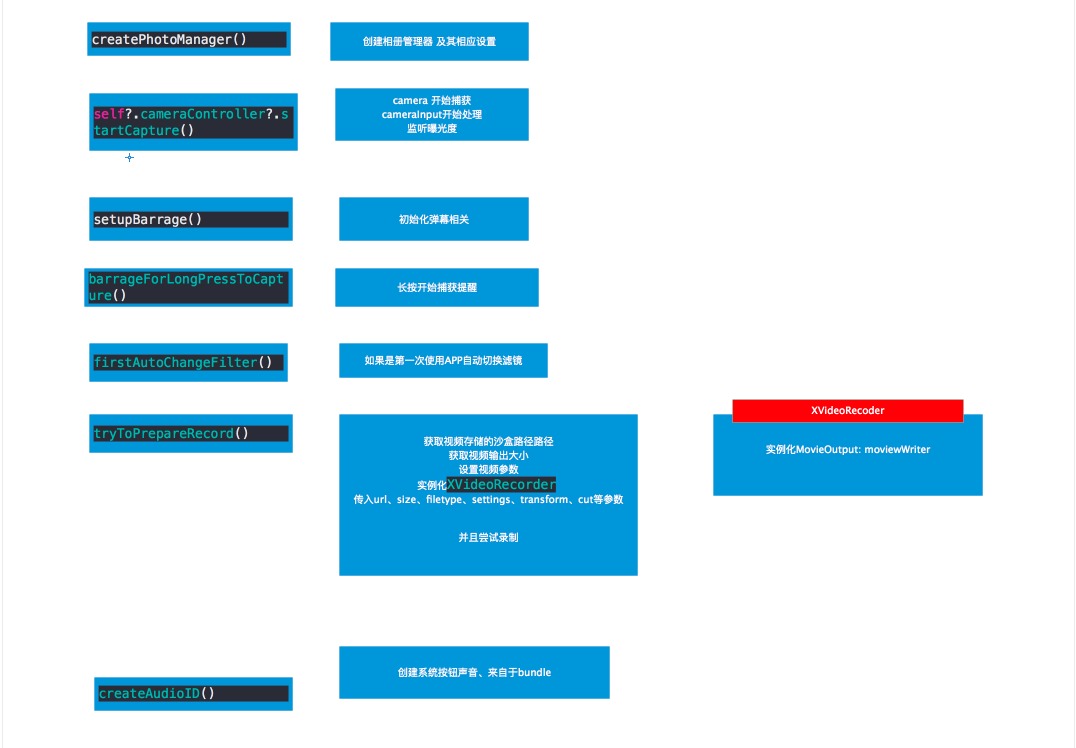 createPhotoManager()
创建相册管理器 及其相应设置
self?.cameraController?.s
tartCapture()
camera 开始捕获
cameraInput开始处理
监听曝光度
setupBarrage()
初始化弹幕相关
barrageForLongPressToCapt
ure()
长按开始捕获提醒
firstAutoChangeFilter()
如果是第一次使用APP自动切换滤镜
tryToPrepareRecord()
获取视频存储的沙盒路径路径
获取视频输出大小
设置视频参数
实例化XVideoRecorder
传入url、size、filetype、settings、transform、cut等参数
并且尝试录制
XVideoRecoder
实例化MovieOutput: moviewWriter
createAudioID()
创建系统按钮声音、来自于bundle